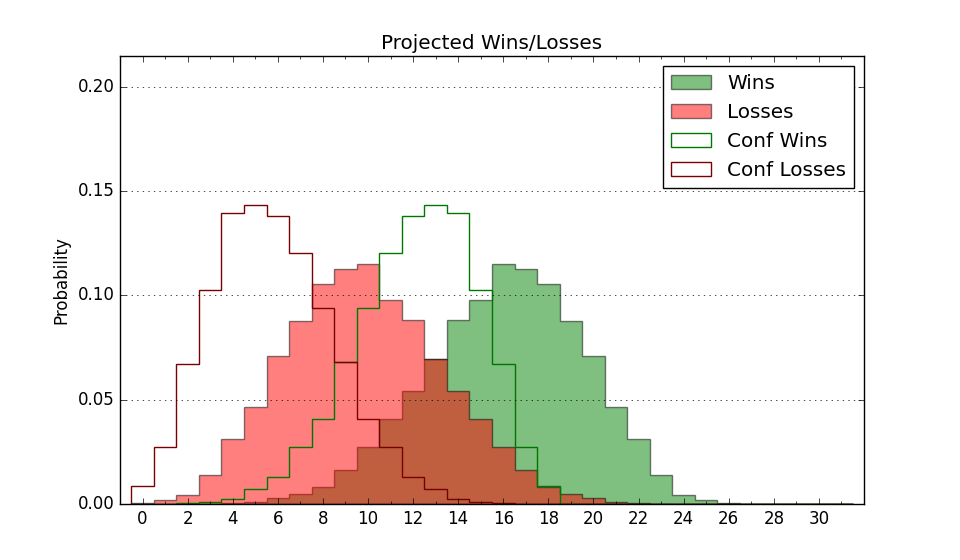 Projected Wins/Losses
Wins
Losses
Conf Wins
Conf Losses
Probability
0.20
0.15
0.10
0.05
0.00
0 2 4 6 8 10 12 14 16 18 20 22 24 26 28 30